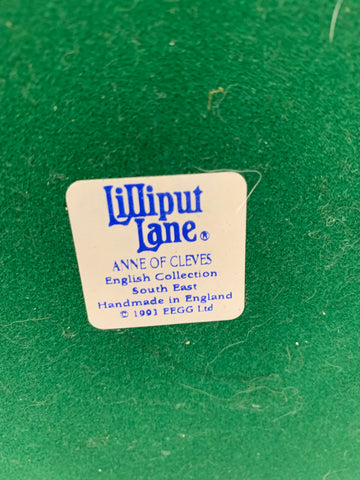 Lilliput
Lane®
ANNE OF CLEVES
English Collection
South East
Handmade in England
© 1991 EEGG Ltd